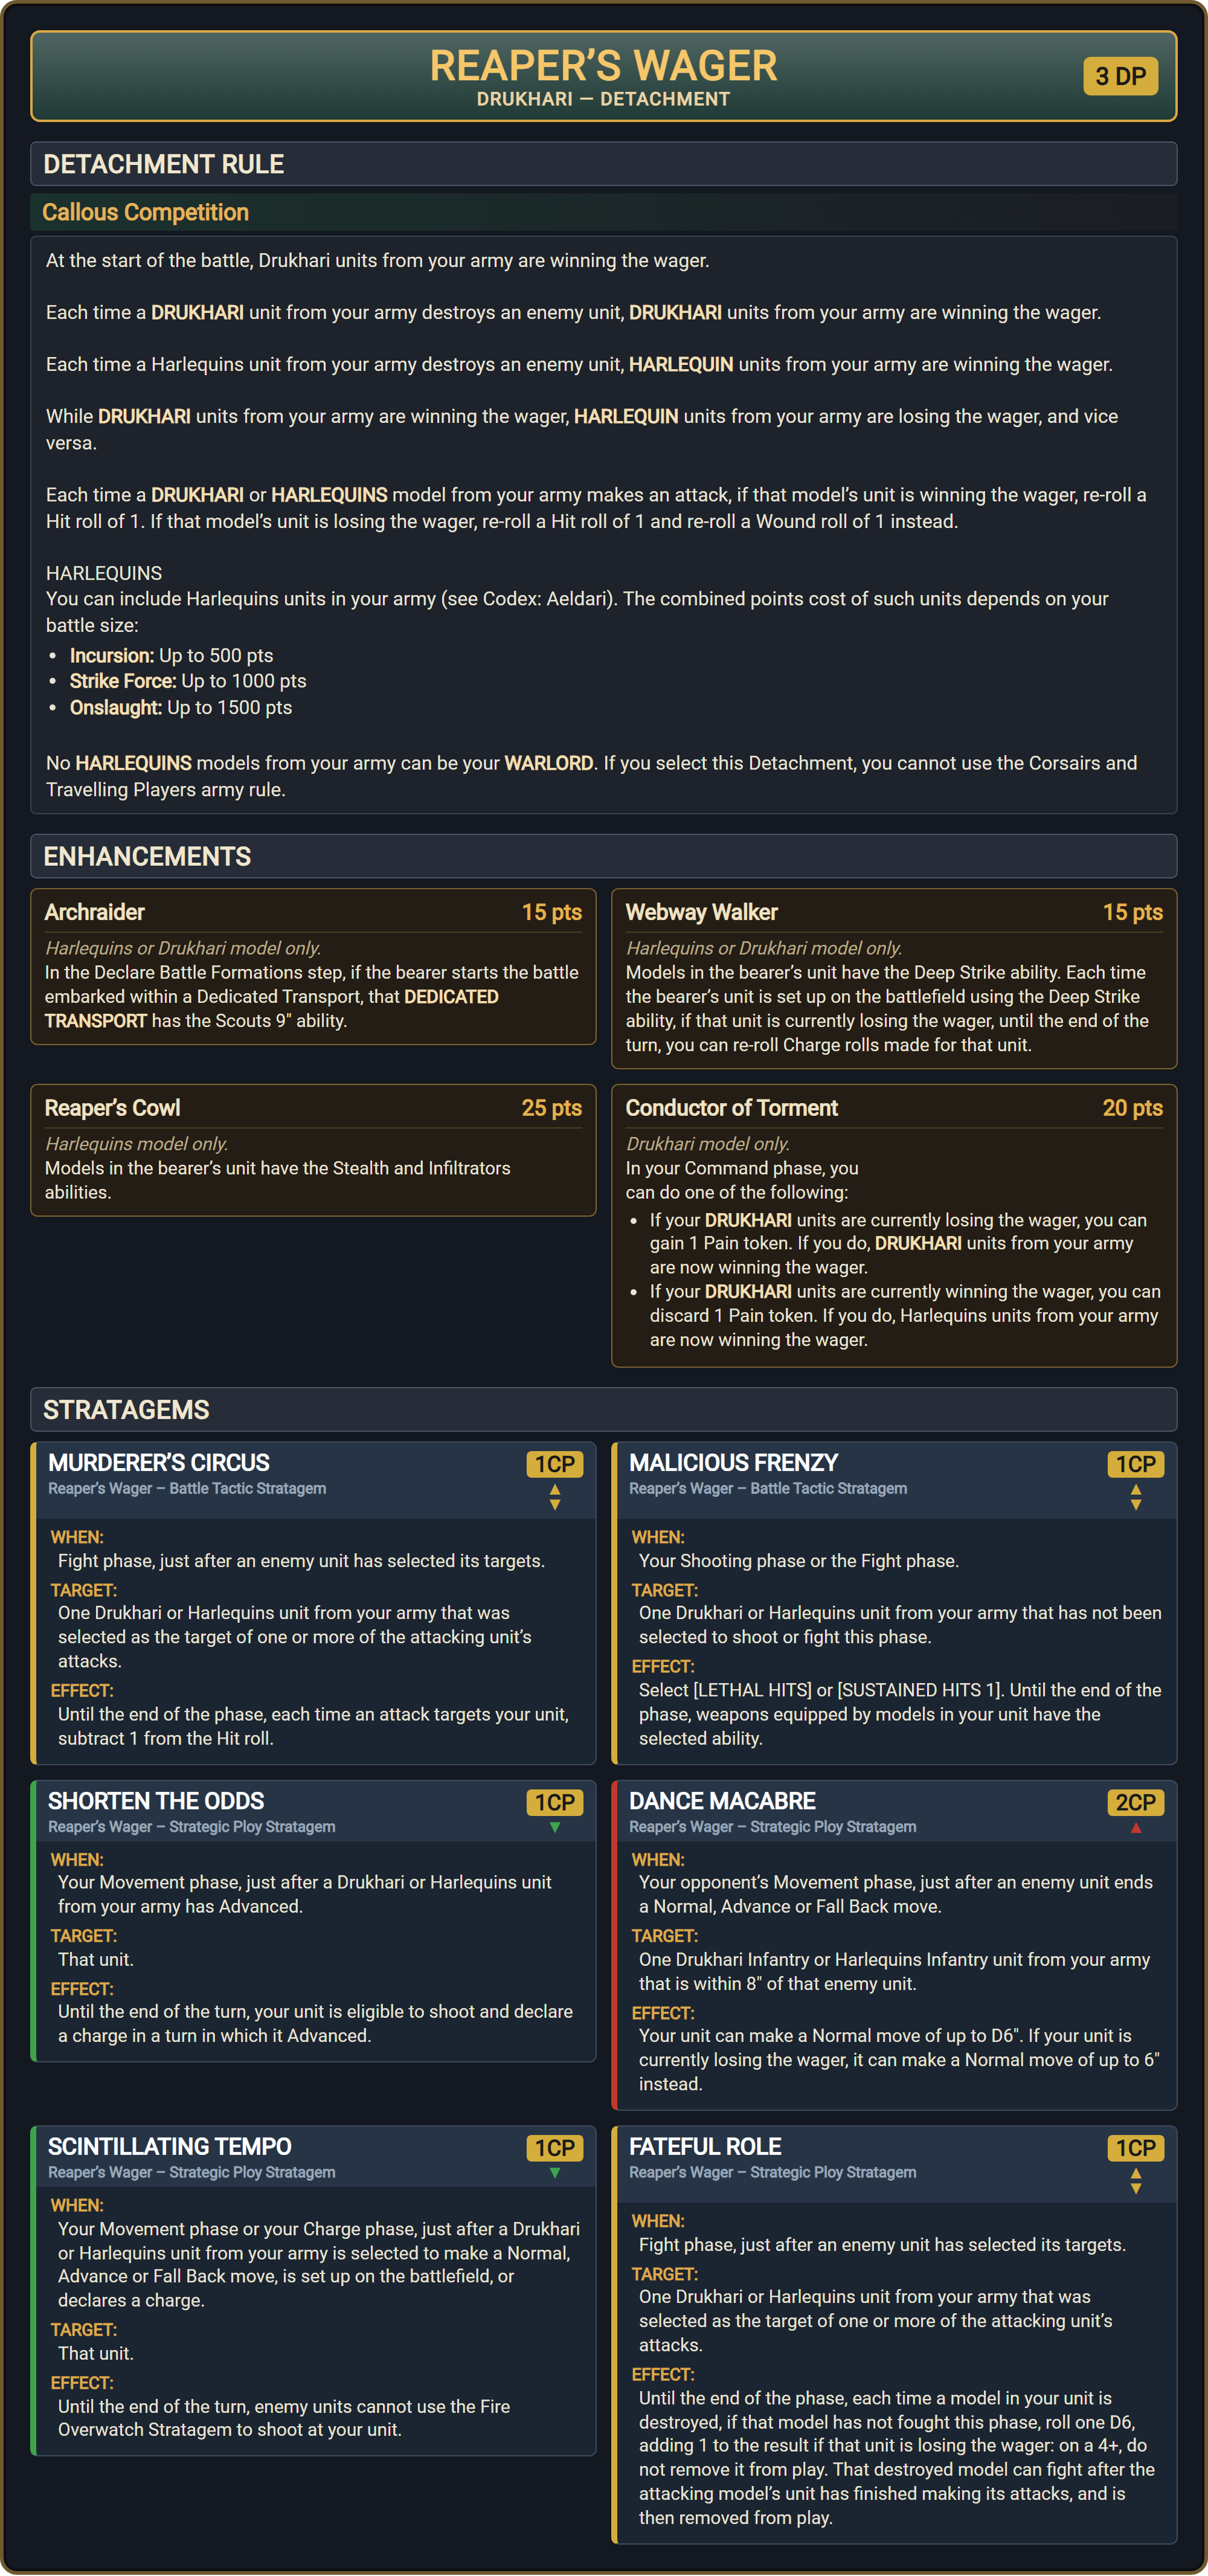 REAPER’S WAGER
DRUKHARI — DETACHMENT
3 DP
DETACHMENT RULE
Callous Competition
At the start of the battle, Drukhari units from your army are winning the wager.
Each time a DRUKHARI unit from your army destroys an enemy unit, DRUKHARI units from your army are winning the wager.
Each time a Harlequins unit from your army destroys an enemy unit, HARLEQUIN units from your army are winning the wager.
While DRUKHARI units from your army are winning the wager, HARLEQUIN units from your army are losing the wager, and vice
versa.
Each time a DRUKHARI or HARLEQUINS model from your army makes an attack, if that model’s unit is winning the wager, re-roll a
Hit roll of 1. If that model’s unit is losing the wager, re-roll a Hit roll of 1 and re-roll a Wound roll of 1 instead.
HARLEQUINS
You can include Harlequins units in your army (see Codex: Aeldari). The combined points cost of such units depends on your
battle size:
• Incursion: Up to 500 pts
• Strike Force: Up to 1000 pts
• Onslaught: Up to 1500 pts
No HARLEQUINS models from your army can be your WARLORD. If you select this Detachment, you cannot use the Corsairs and
Travelling Players army rule.
ENHANCEMENTS
Archraider 15 pts
Harlequins or Drukhari model only.
In the Declare Battle Formations step, if the bearer starts the battle
embarked within a Dedicated Transport, that DEDICATED
TRANSPORT has the Scouts 9" ability.
Webway Walker 15 pts
Harlequins or Drukhari model only.
Models in the bearer’s unit have the Deep Strike ability. Each time
the bearer’s unit is set up on the battlefield using the Deep Strike
ability, if that unit is currently losing the wager, until the end of the
turn, you can re-roll Charge rolls made for that unit.
Reaper’s Cowl 25 pts
Harlequins model only.
Models in the bearer’s unit have the Stealth and Infiltrators
abilities.
Conductor of Torment 20 pts
Drukhari model only.
In your Command phase, you
can do one of the following:
• If your DRUKHARI units are currently losing the wager, you can
gain 1 Pain token. If you do, DRUKHARI units from your army
are now winning the wager.
• If your DRUKHARI units are currently winning the wager, you can
discard 1 Pain token. If you do, Harlequins units from your army
are now winning the wager.
STRATAGEMS
MURDERER’S CIRCUS 1CP
Reaper’s Wager – Battle Tactic Stratagem
WHEN:
Fight phase, just after an enemy unit has selected its targets.
TARGET:
One Drukhari or Harlequins unit from your army that was
selected as the target of one or more of the attacking unit’s
attacks.
EFFECT:
Until the end of the phase, each time an attack targets your unit,
subtract 1 from the Hit roll.
MALICIOUS FRENZY 1CP
Reaper’s Wager – Battle Tactic Stratagem
WHEN:
Your Shooting phase or the Fight phase.
TARGET:
One Drukhari or Harlequins unit from your army that has not been
selected to shoot or fight this phase.
EFFECT:
Select [LETHAL HITS] or [SUSTAINED HITS 1]. Until the end of the
phase, weapons equipped by models in your unit have the
selected ability.
SHORTEN THE ODDS 1CP
Reaper’s Wager – Strategic Ploy Stratagem
WHEN:
Your Movement phase, just after a Drukhari or Harlequins unit
from your army has Advanced.
TARGET:
That unit.
EFFECT:
Until the end of the turn, your unit is eligible to shoot and declare
a charge in a turn in which it Advanced.
DANCE MACABRE 2CP
Reaper’s Wager – Strategic Ploy Stratagem
WHEN:
Your opponent’s Movement phase, just after an enemy unit ends
a Normal, Advance or Fall Back move.
TARGET:
One Drukhari Infantry or Harlequins Infantry unit from your army
that is within 8" of that enemy unit.
EFFECT:
Your unit can make a Normal move of up to D6". If your unit is
currently losing the wager, it can make a Normal move of up to 6"
instead.
SCINTILLATING TEMPO 1CP
Reaper’s Wager – Strategic Ploy Stratagem
WHEN:
Your Movement phase or your Charge phase, just after a Drukhari
or Harlequins unit from your army is selected to make a Normal,
Advance or Fall Back move, is set up on the battlefield, or
declares a charge.
TARGET:
That unit.
EFFECT:
Until the end of the turn, enemy units cannot use the Fire
Overwatch Stratagem to shoot at your unit.
FATEFUL ROLE 1CP
Reaper’s Wager – Strategic Ploy Stratagem
WHEN:
Fight phase, just after an enemy unit has selected its targets.
TARGET:
One Drukhari or Harlequins unit from your army that was
selected as the target of one or more of the attacking unit’s
attacks.
EFFECT:
Until the end of the phase, each time a model in your unit is
destroyed, if that model has not fought this phase, roll one D6,
adding 1 to the result if that unit is losing the wager: on a 4+, do
not remove it from play. That destroyed model can fight after the
attacking model’s unit has finished making its attacks, and is
then removed from play.